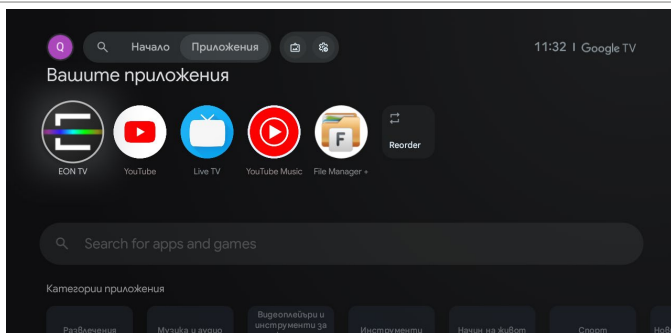 Q
Начало
Приложения
11:32 | Google TV
Вашите приложения
F
Reorder
EON TV
YouTube
Live TV
YouTube Music
File Manager +
Search for apps and games
Категории приложения
Видеоплейъри и
инструменти за
Развлечения
Музика и аудио
Инструменти
Начин на живот
Спорт
Нов